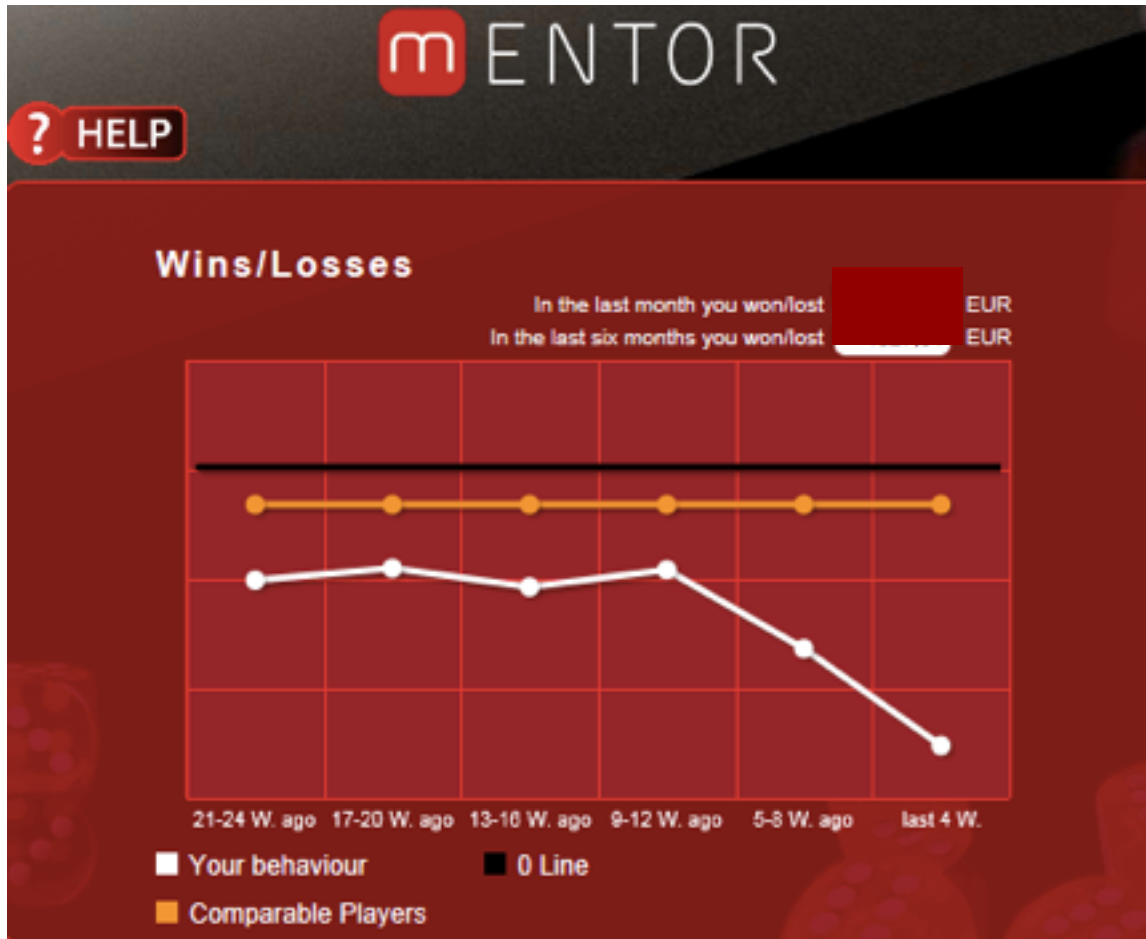 mENTOR
? HELP
Wins/Losses
In the last month you won/lost EUR
In the last six months you won/lost EUR
21-24 W. ago 17-20 W. ago 13-16 W. ago 9-12 W. ago 5-8 W. ago last 4 W.
Your behaviour 0 Line
Comparable Players